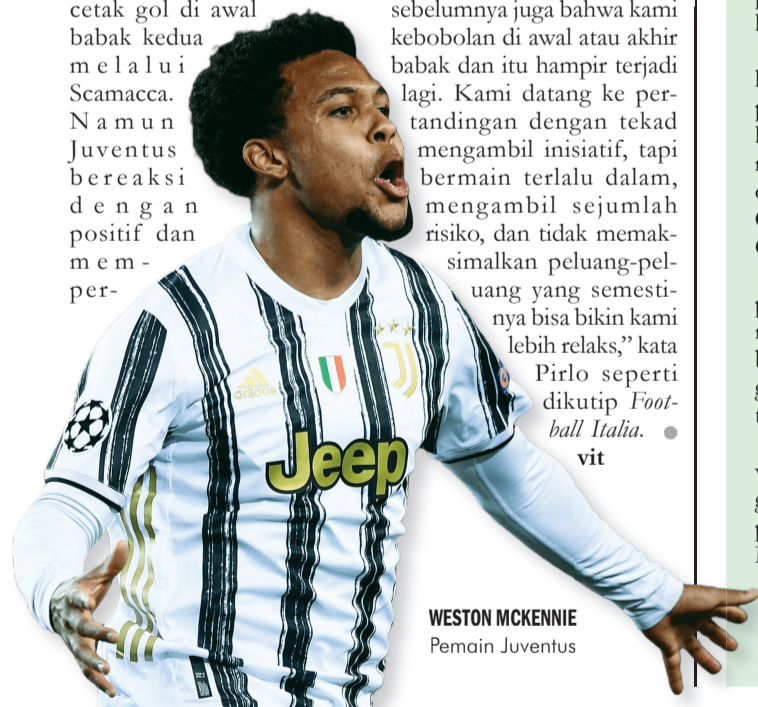 cetak gol di awal
babak kedua
melalui
Scamacca.
Namun
Juventus
bereaksi
dengan
positif dan
mem-
per-
sebelumnya juga bahwa kami
kebobolan di awal atau akhir
babak dan itu hampir terjadi
lagi. Kami datang ke per-
tandingan dengan tekad
mengambil inisiatif, tapi
bermain terlalu dalam,
mengambil sejumlah
risiko, dan tidak memak-
simalkan peluang-pel-
uang yang semesti-
nya bisa bikin kami
lebih relaks,” kata
Pirlo seperti
dikutip Foot-
ball Italia.
vit
adidas
Jeep
WESTON MCKENNIE
Pemain Juventus